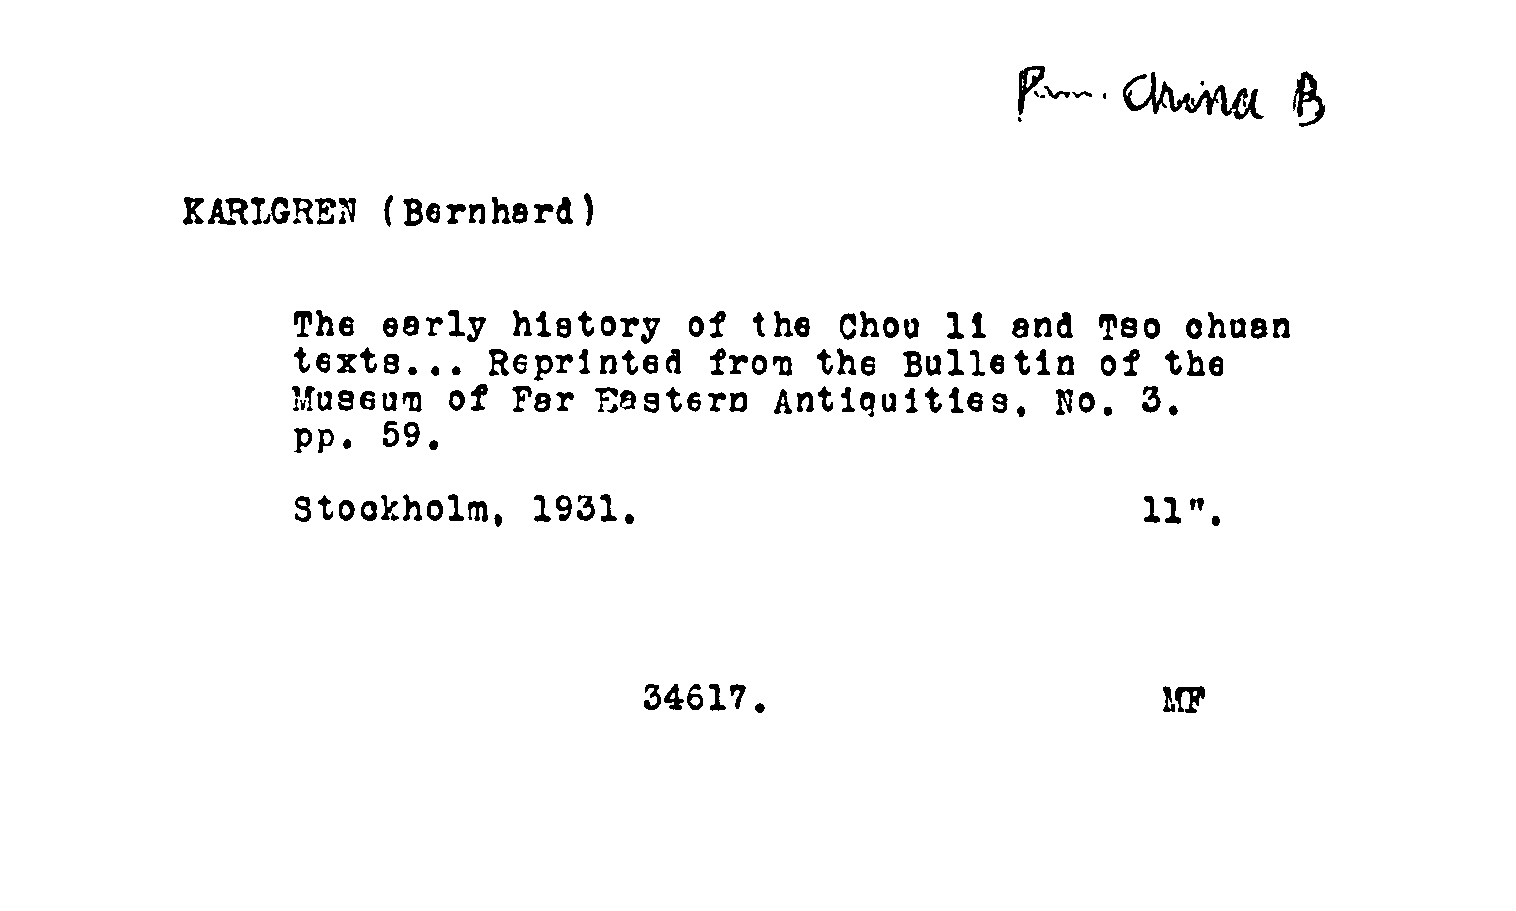 China B
KARLGREN (Bernhard)
The early history of the Chou li and Tso chuan
texts... Reprinted from the Bulletin of the
Museum of Far Eastern Antiquities, No. 3.
pp. 59.
Stockholm, 1931. 11".
34617. MF